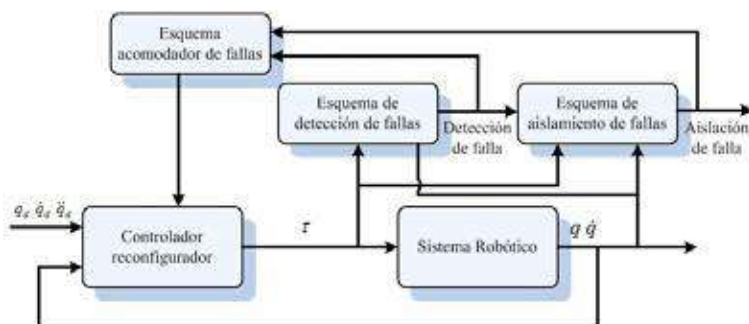 Esquema
acomodador de fallas
Esquema de
detección de fallas
Detección
de falla
Esquema de
aislamiento de fallas
Aislación
de falla
q_d q̇_d q̈_d
Controlador
reconfigurador
τ
Sistema Robótico
q q̇